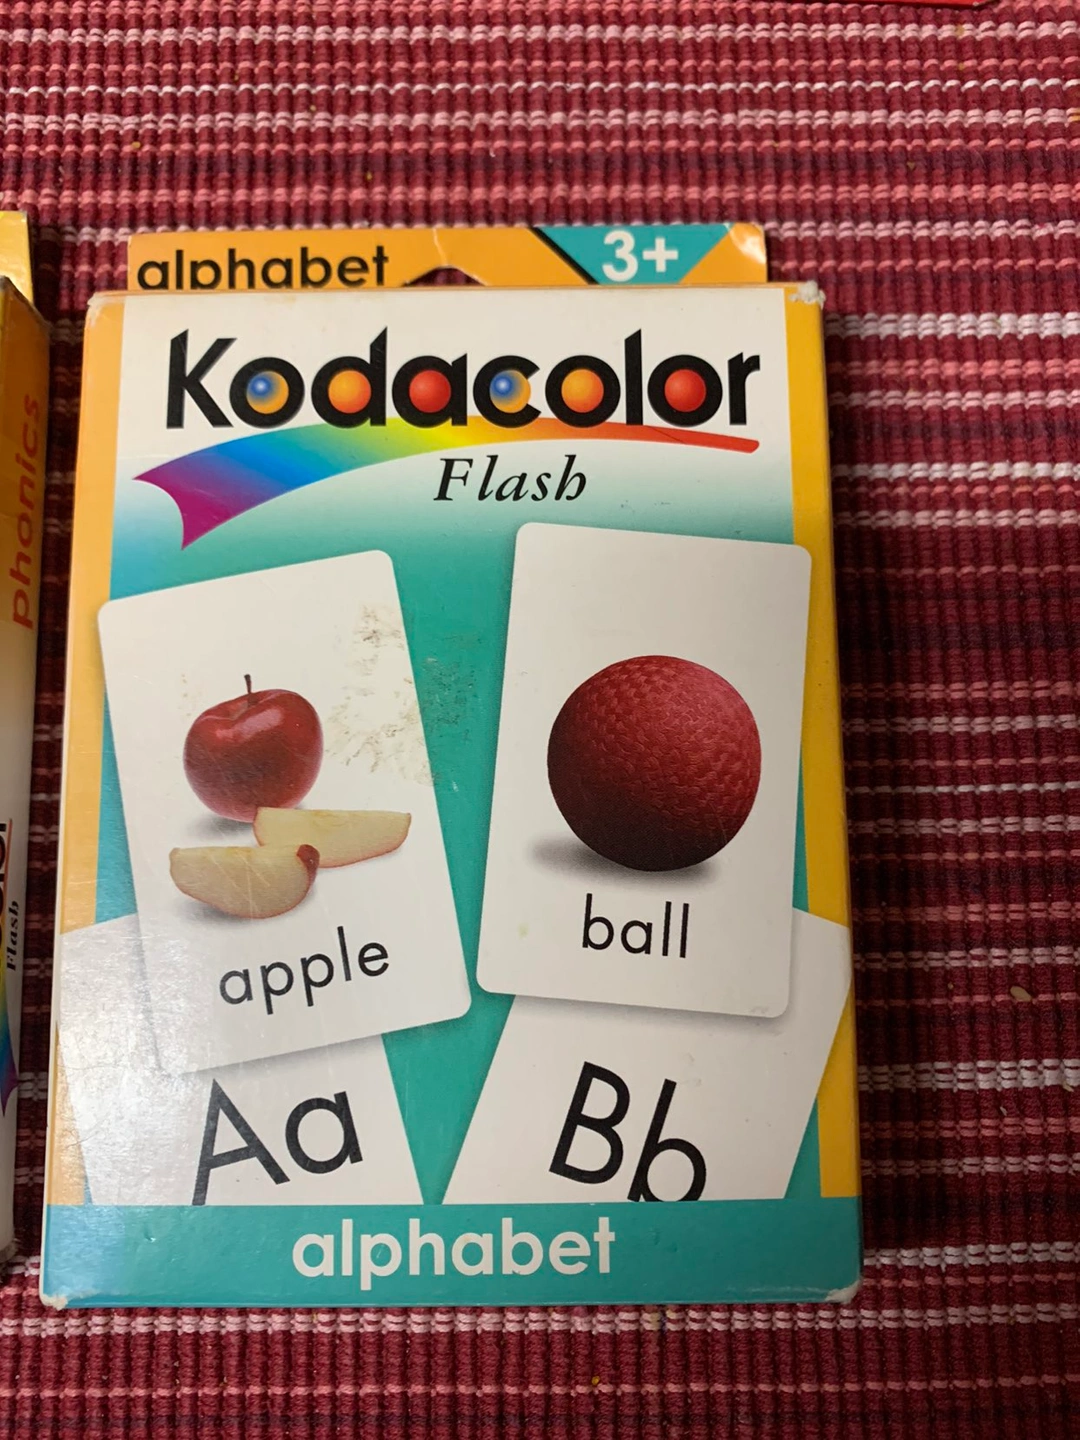 alphabet
3+
Kodacolor
Flash
apple
ball
Aa
Bb
alphabet
phonics
Flash